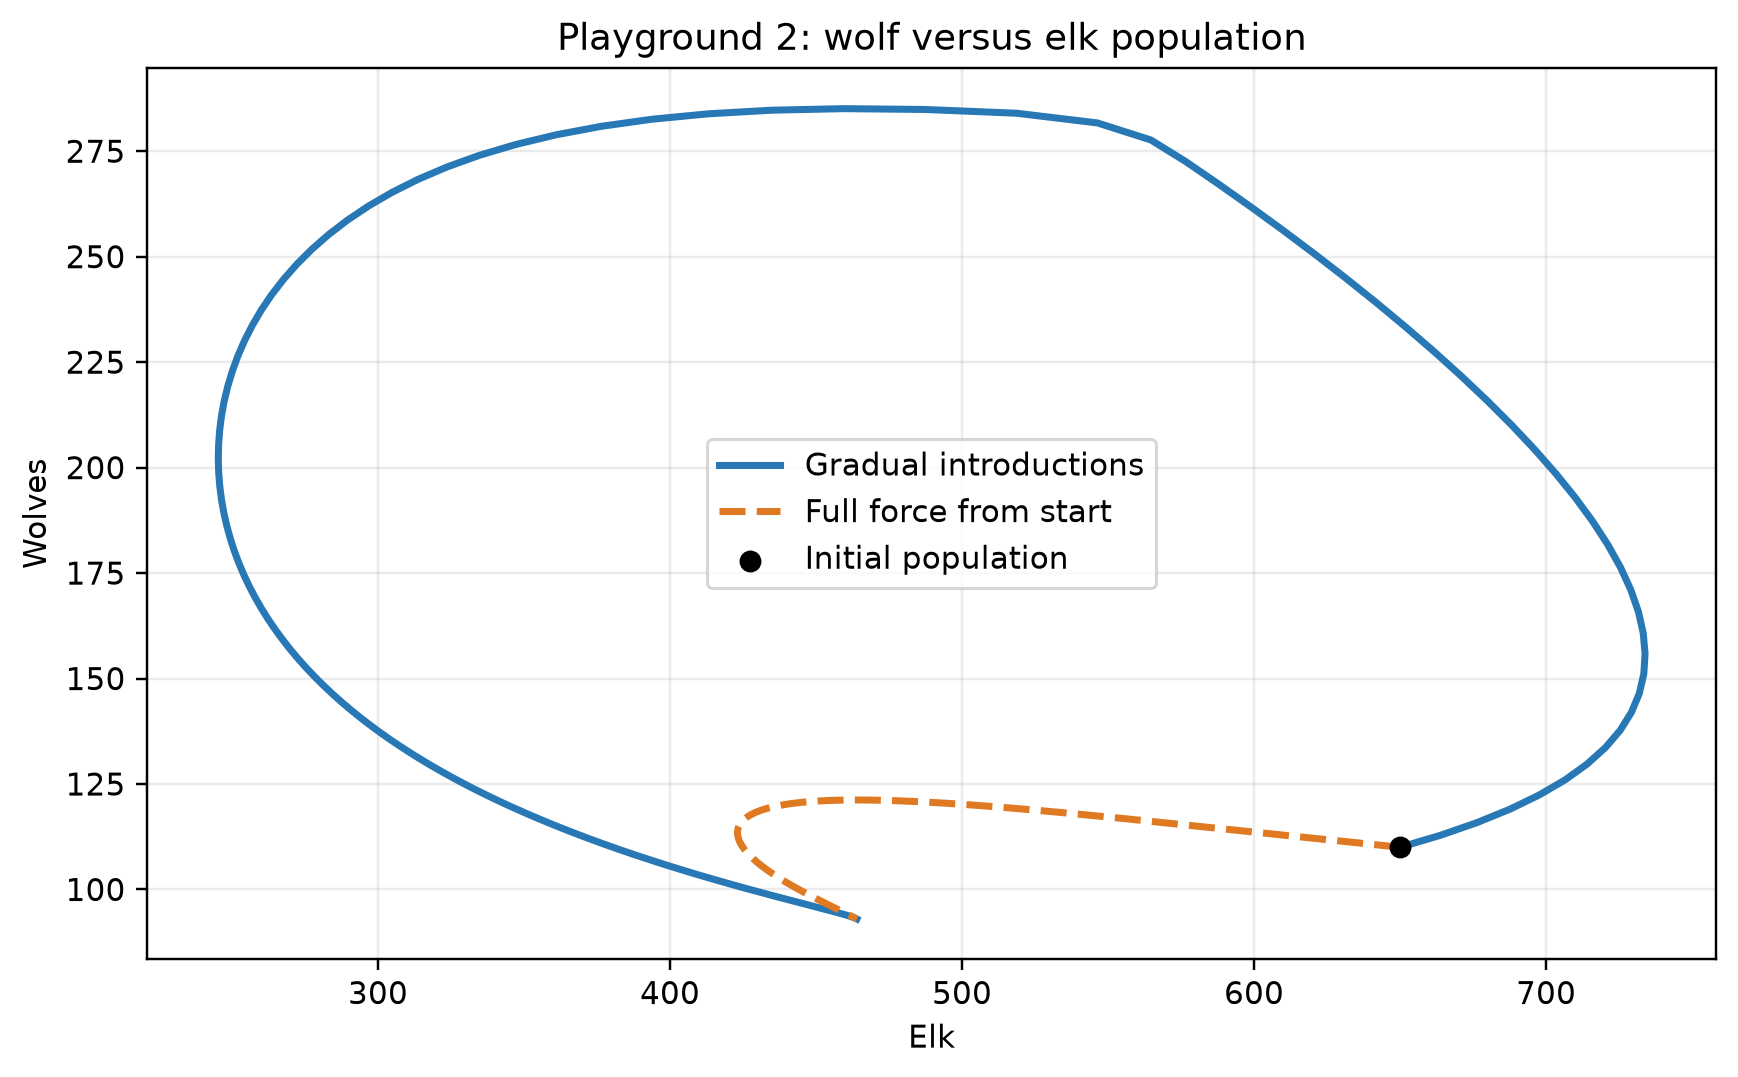 Playground 2: wolf versus elk population
Wolves
275
250
225
200
175
150
125
100
Gradual introductions
Full force from start
Initial population
300 400 500 600 700
Elk